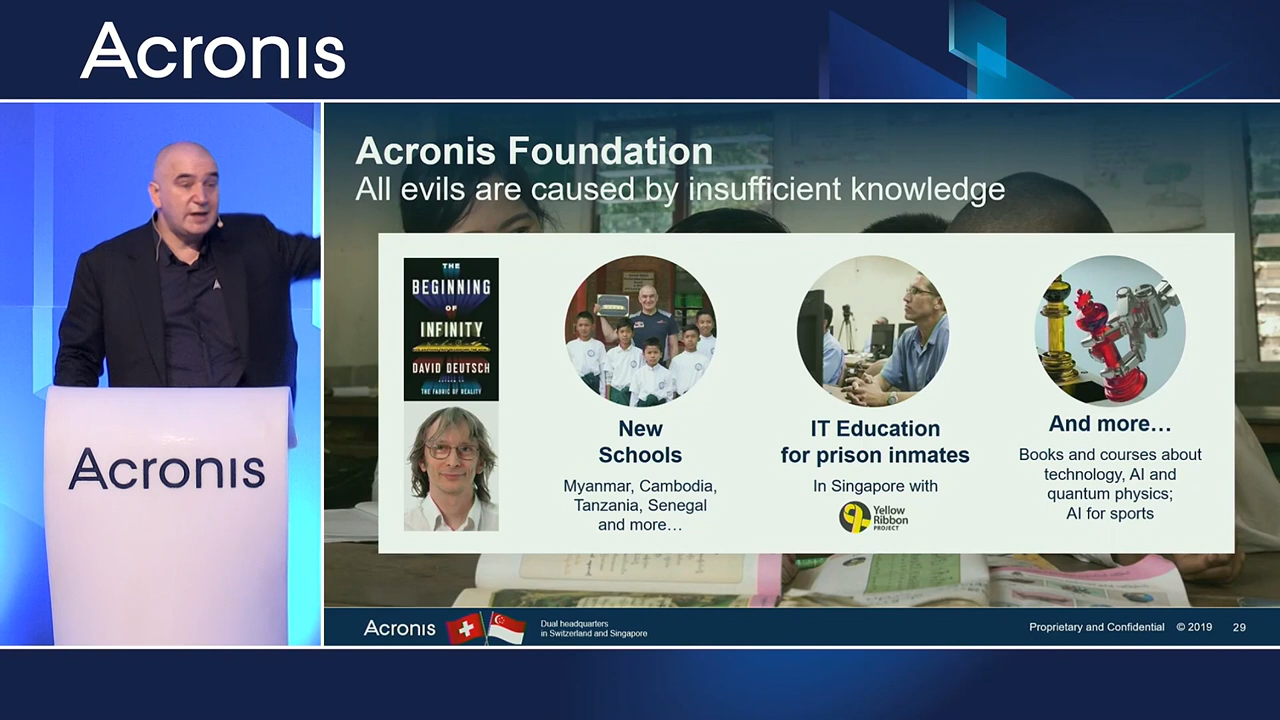 Acronis
Acronis
Acronis Foundation
All evils are caused by insufficient knowledge
THE
BEGINNING
OF
INFINITY
DAVID DEUTSCH
AUTHOR OF
THE FABRIC OF REALITY
New
Schools
Myanmar, Cambodia,
Tanzania, Senegal
and more…
IT Education
for prison inmates
In Singapore with
Yellow
Ribbon
PROJECT
And more…
Books and courses about
technology, AI and
quantum physics;
AI for sports
Acronis
Dual headquarters
in Switzerland and Singapore
Proprietary and Confidential © 2019 29